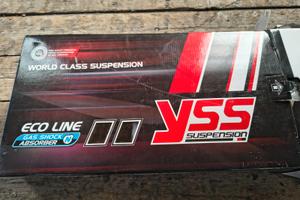 WORLD CLASS SUSPENSION
ECO LINE
GAS SHOCK
ABSORBER
YSS
SUSPENSION